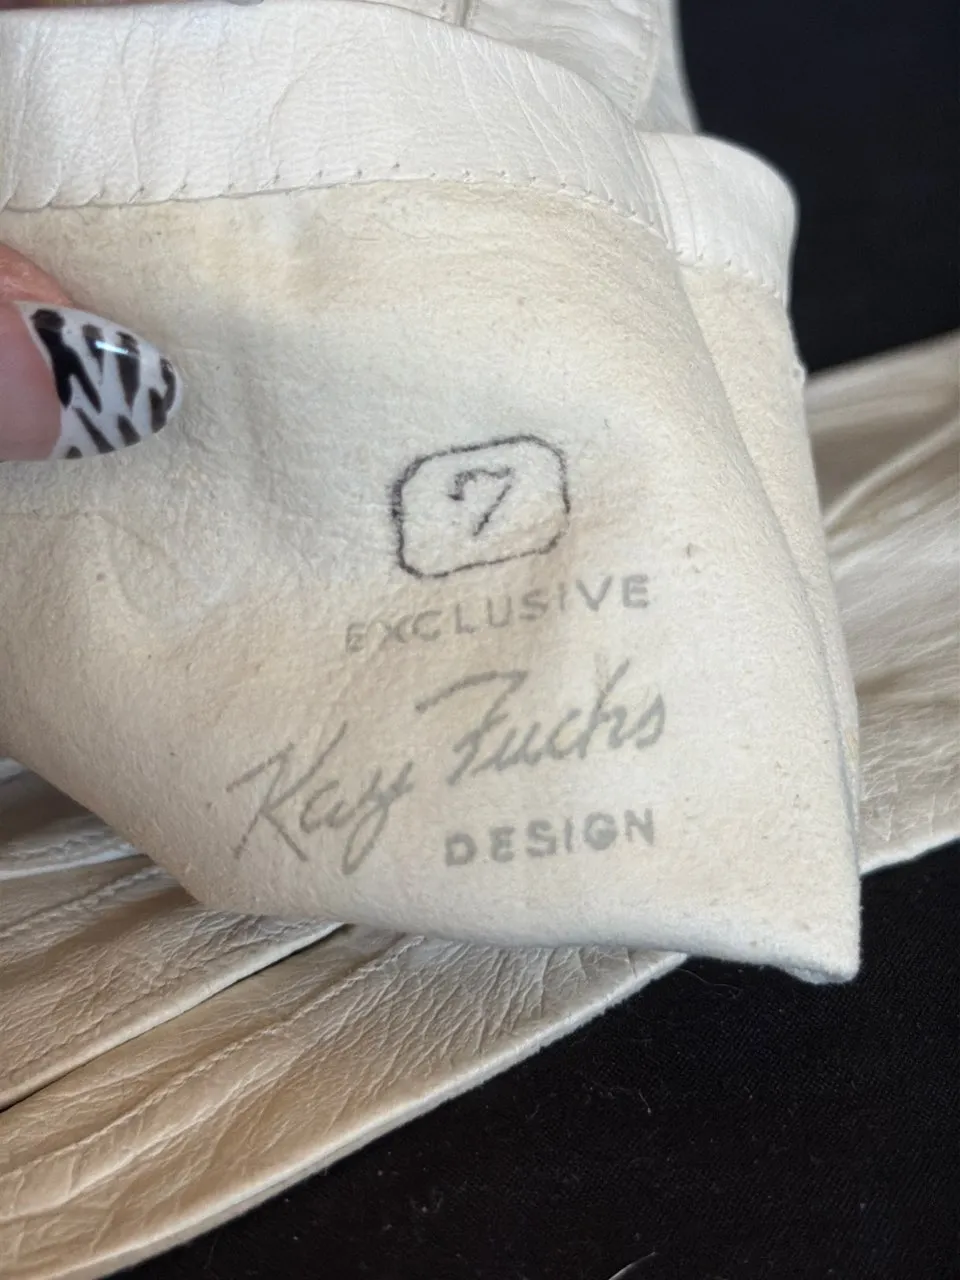 7
EXCLUSIVE
Kay Fuchs
DESIGN